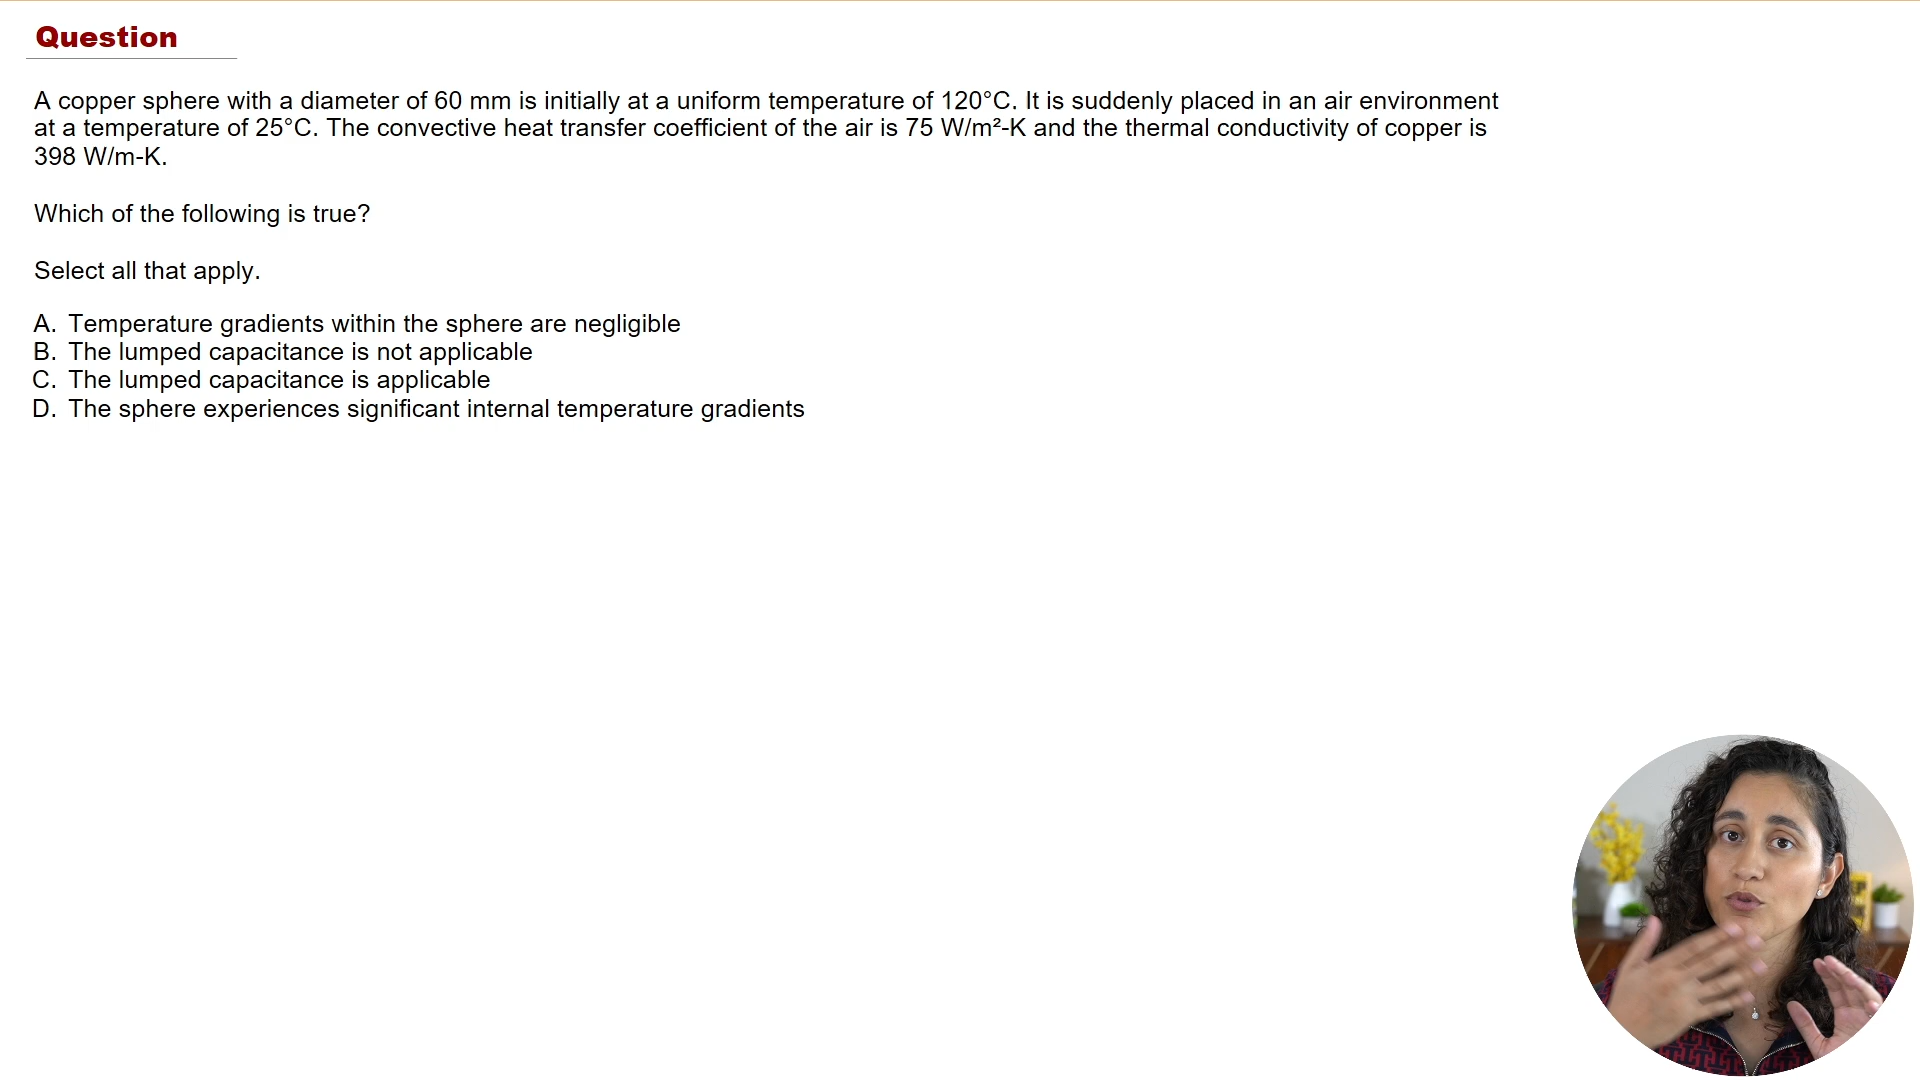 Question
A copper sphere with a diameter of 60 mm is initially at a uniform temperature of 120°C. It is suddenly placed in an air environment
at a temperature of 25°C. The convective heat transfer coefficient of the air is 75 W/m²-K and the thermal conductivity of copper is
398 W/m-K.
Which of the following is true?
Select all that apply.
A. Temperature gradients within the sphere are negligible
B. The lumped capacitance is not applicable
C. The lumped capacitance is applicable
D. The sphere experiences significant internal temperature gradients